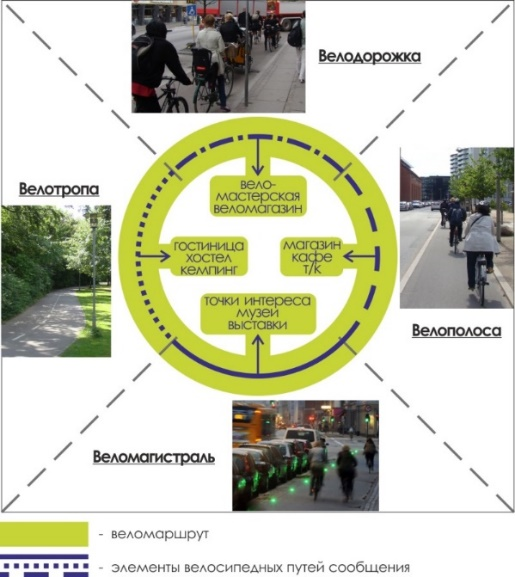 Велодорожка
вело-
мастерская
веломагазин
Велотропа
гостиница
хостел
кемпинг
магазин
кафе
т/к
точки интереса
музей
выставки
Велополоса
Веломагистраль
- веломаршрут
- элементы велосипедных путей сообщения